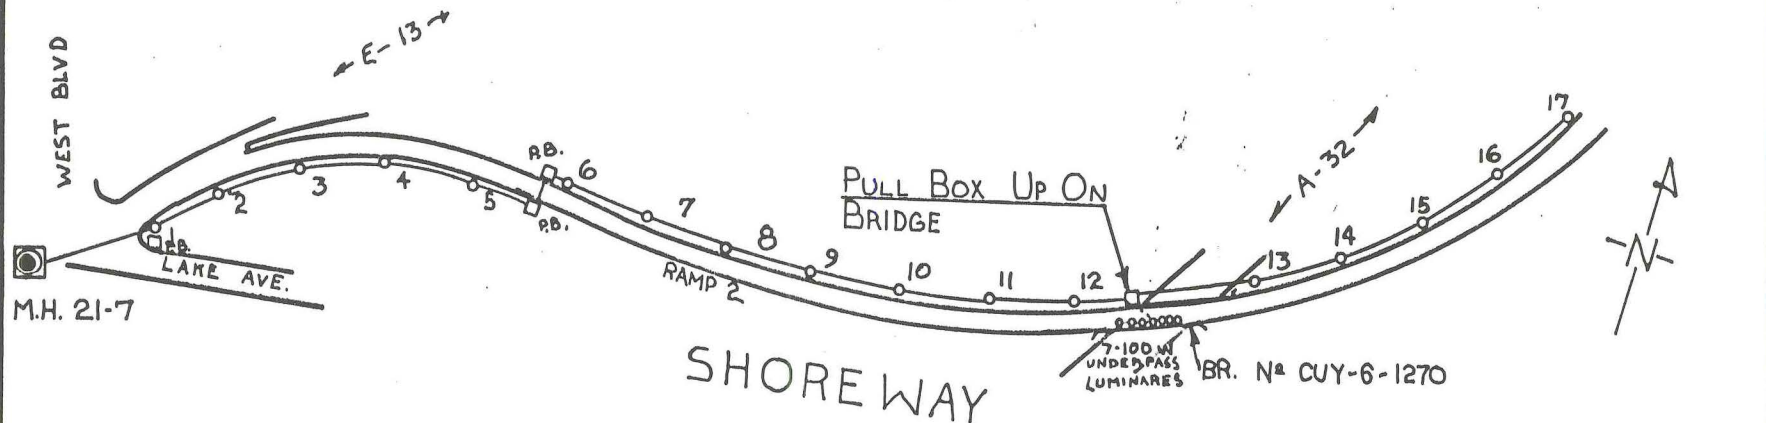 WEST BLVD
← E-13 →
1
2
3
4
5
P.B.
P.B.
6
7
8
9
10
11
12
13
14
15
16
17
P.B.
LAKE AVE.
M.H. 21-7
RAMP 2
PULL BOX UP ON
BRIDGE
← A-32 →
N
7-100 W
UNDERPASS
LUMINARES
BR. Nº CUY-6-1270
SHOREWAY